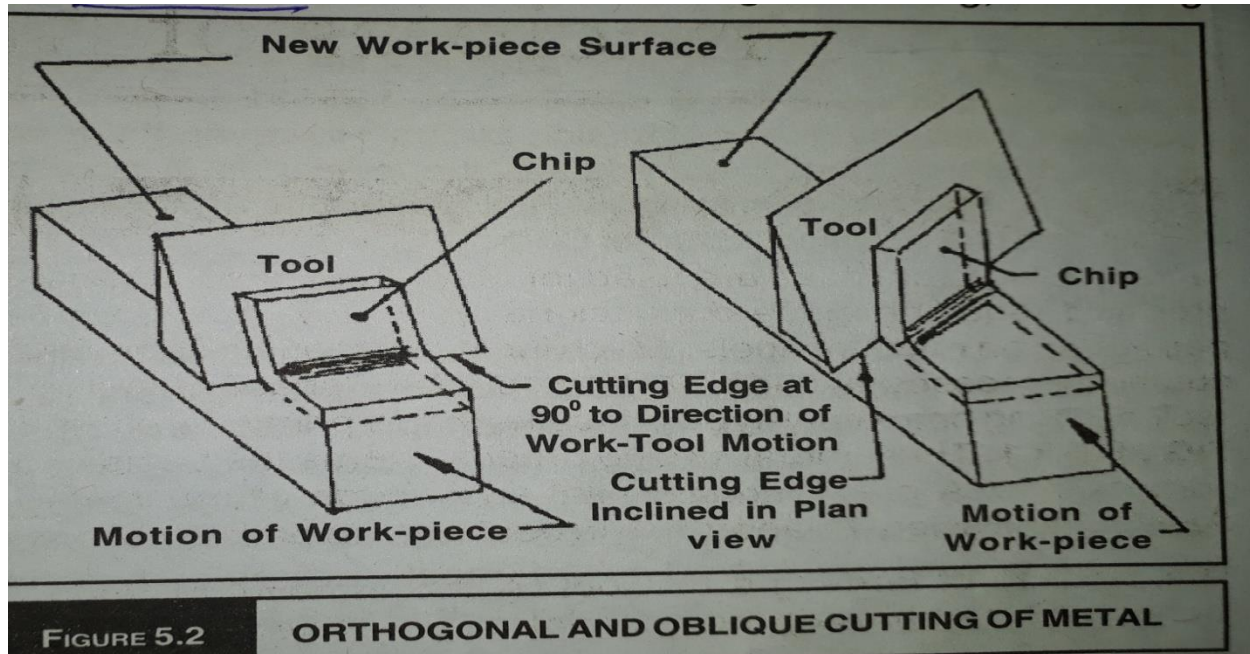 New Work-piece Surface
Chip
Tool
Tool
Chip
Cutting Edge at
90⁰ to Direction of
Work-Tool Motion
Cutting Edge
Inclined in Plan
view
Motion of Work-piece
Motion of
Work-piece
FIGURE 5.2
ORTHOGONAL AND OBLIQUE CUTTING OF METAL